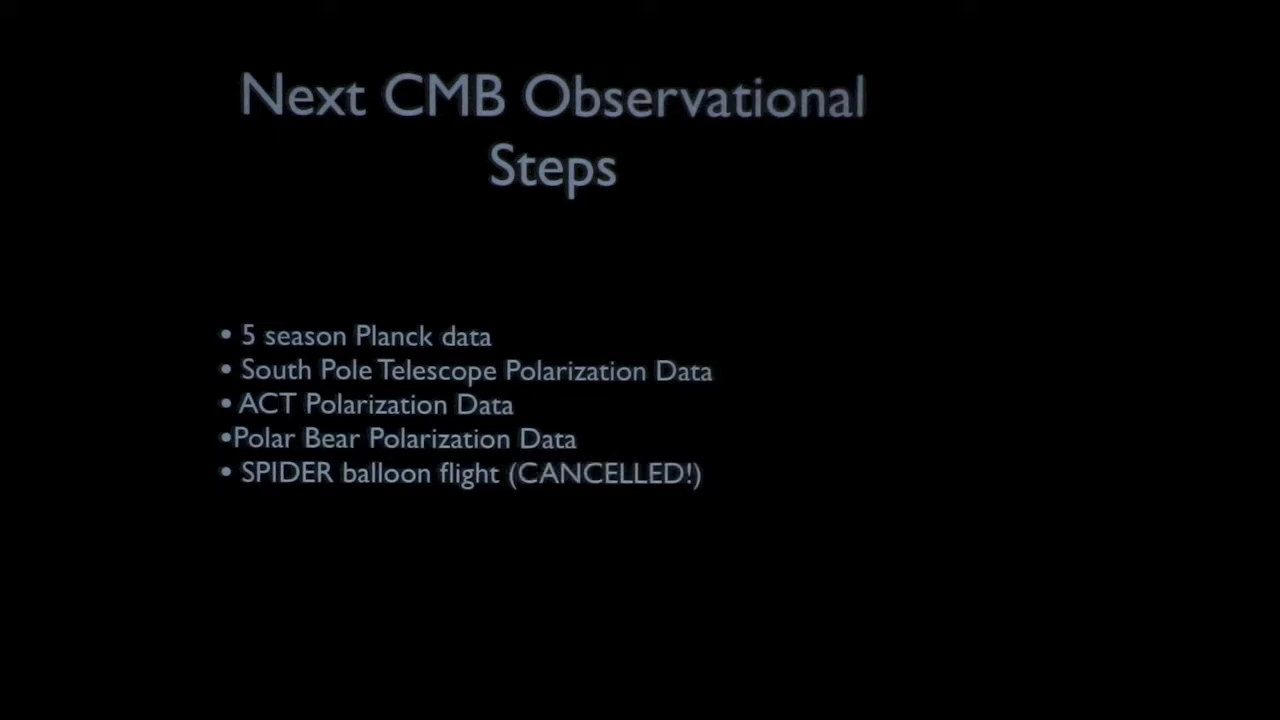 Next CMB Observational
Steps
• 5 season Planck data
• South Pole Telescope Polarization Data
• ACT Polarization Data
•Polar Bear Polarization Data
• SPIDER balloon flight (CANCELLED!)